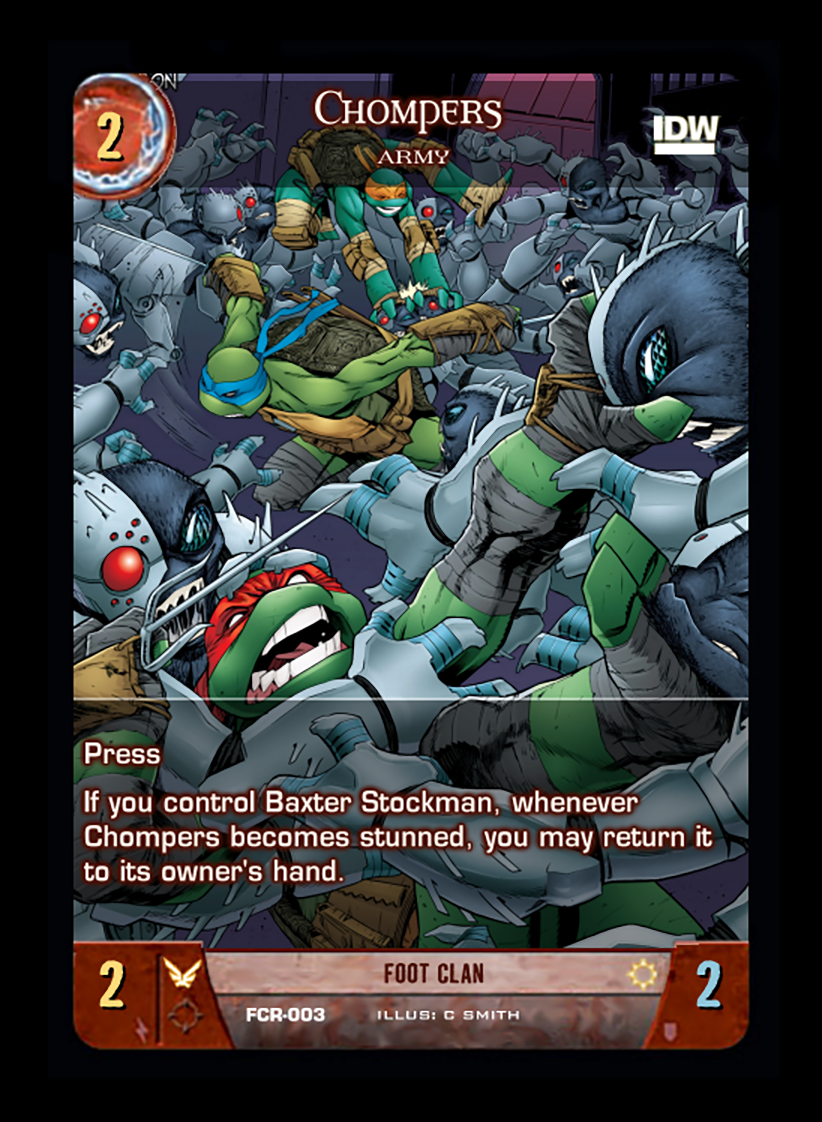 2
CHOMPERS
ARMY
IDW
Press
If you control Baxter Stockman, whenever
Chompers becomes stunned, you may return it
to its owner's hand.
2
FOOT CLAN
2
FCR-003 ILLUS: C SMITH